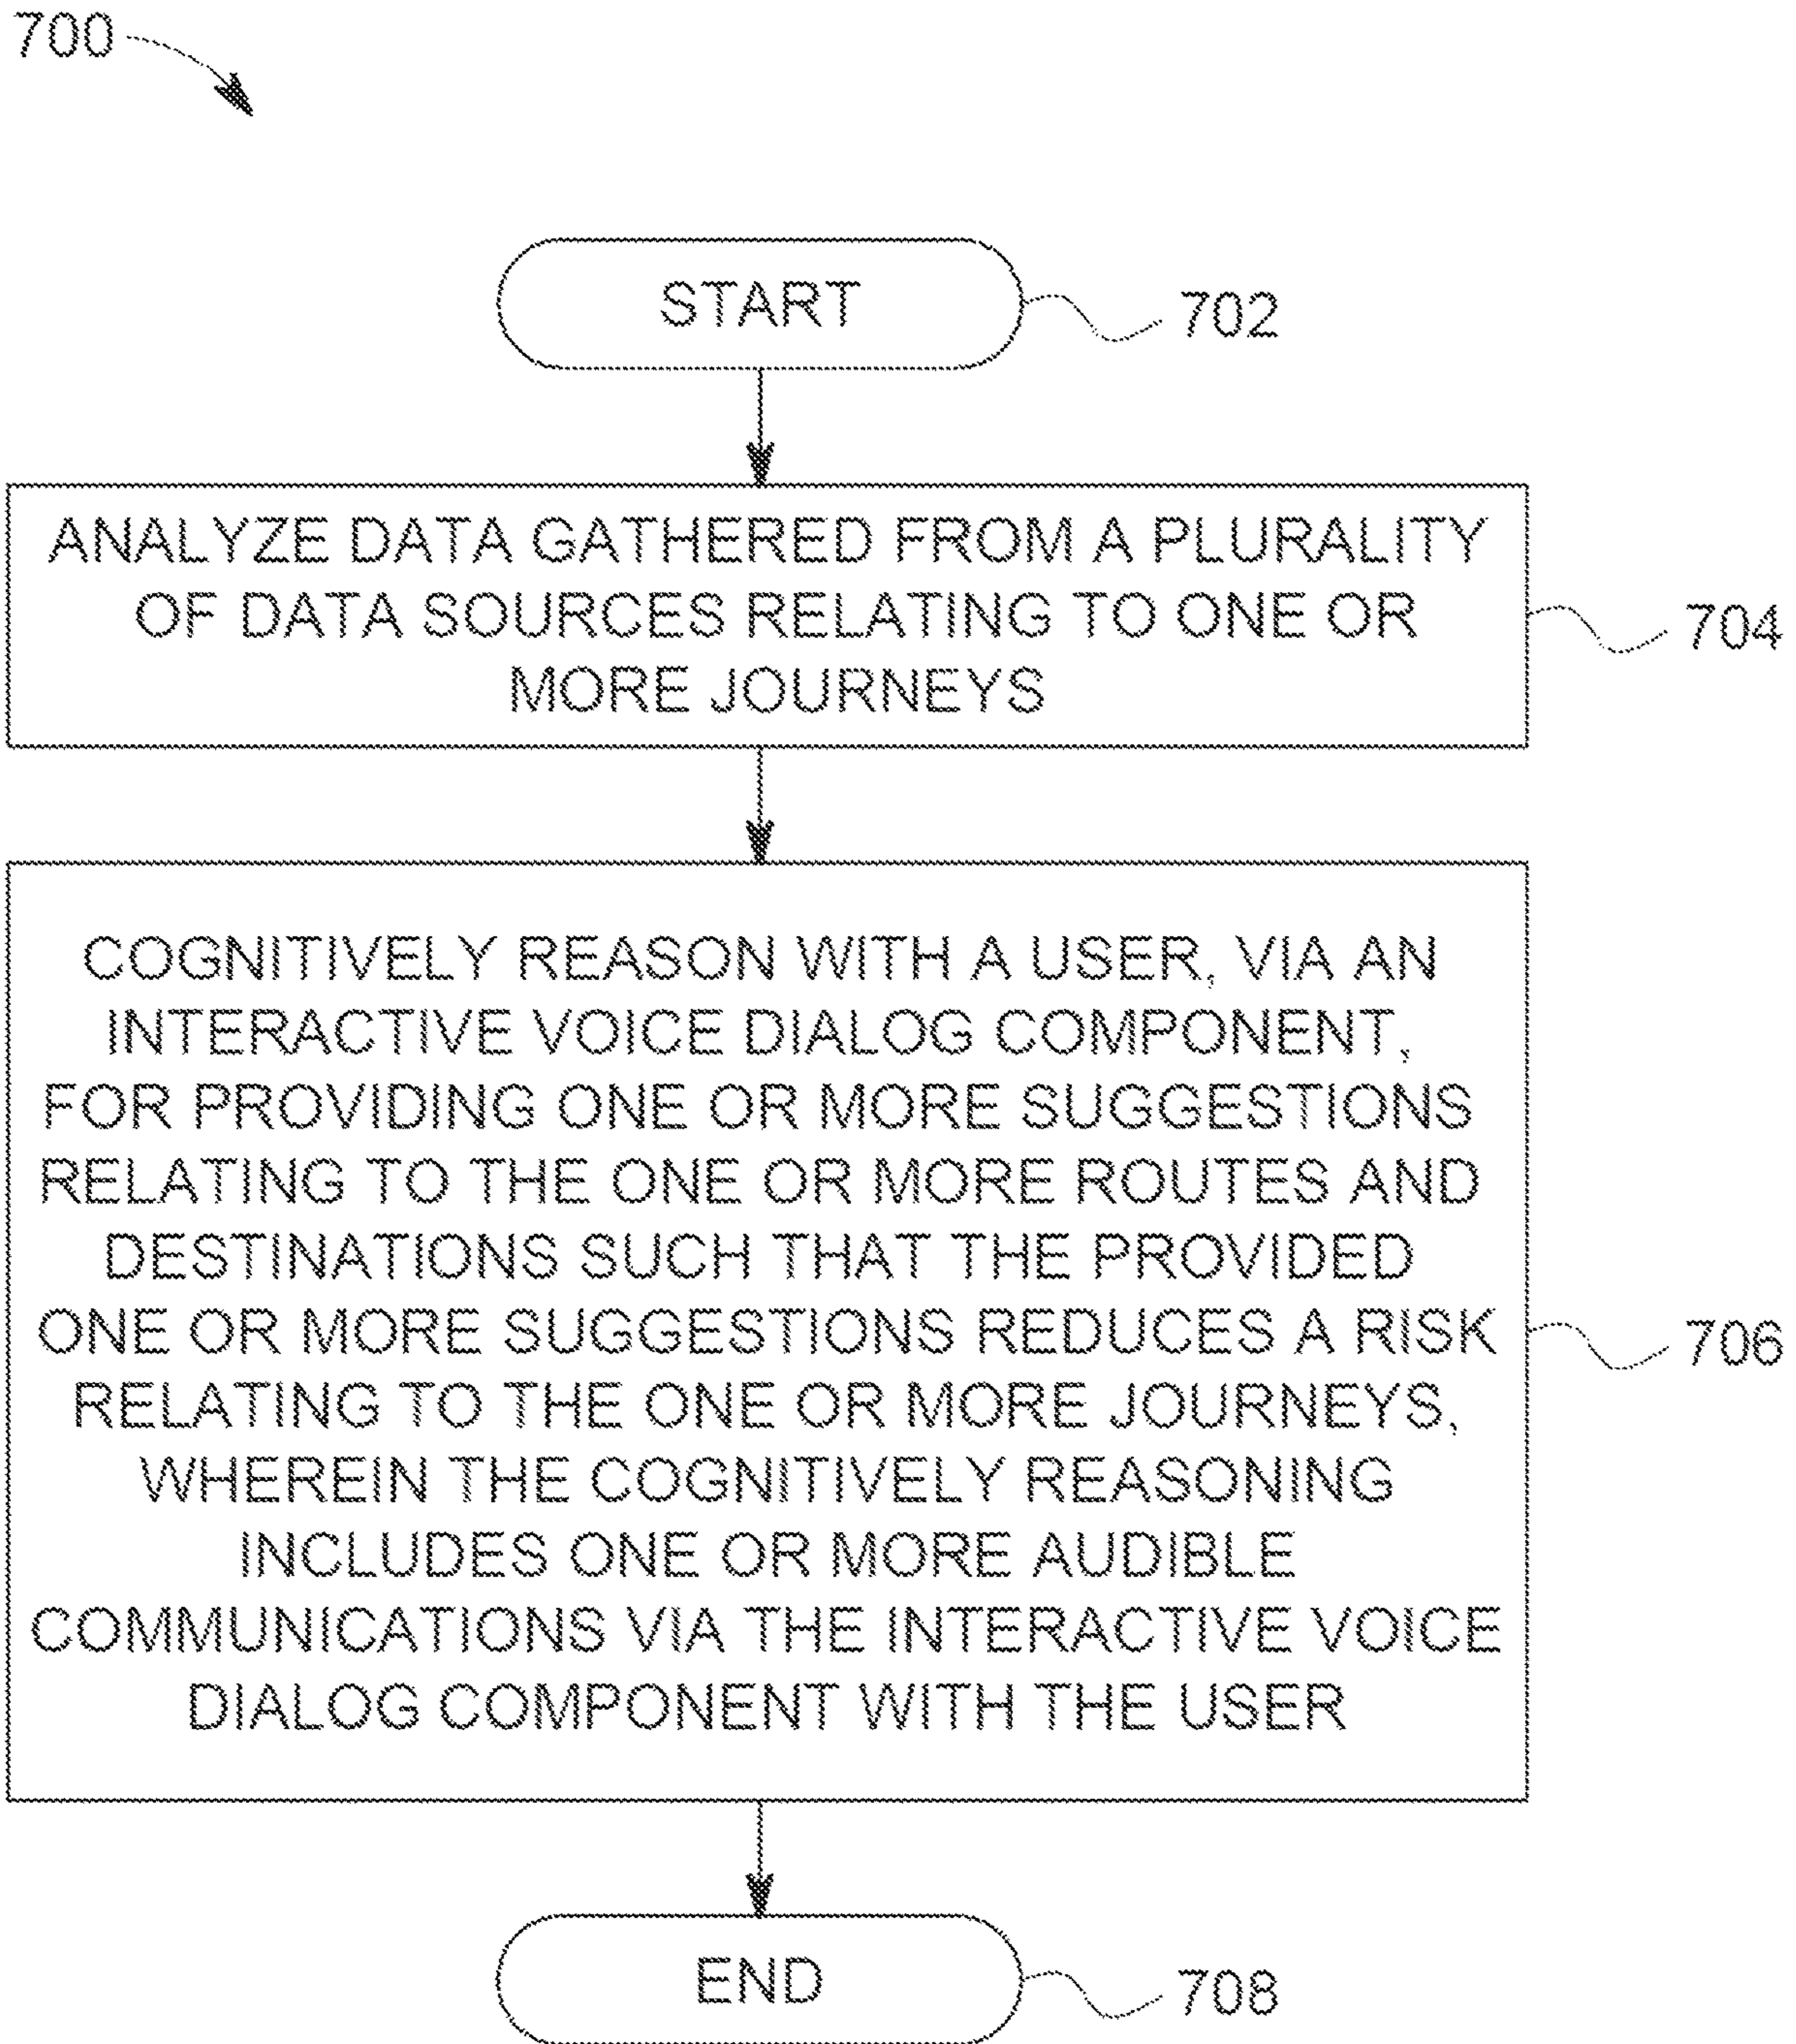 700
START
702
ANALYZE DATA GATHERED FROM A PLURALITY
OF DATA SOURCES RELATING TO ONE OR
MORE JOURNEYS
704
COGNITIVELY REASON WITH A USER, VIA AN
INTERACTIVE VOICE DIALOG COMPONENT,
FOR PROVIDING ONE OR MORE SUGGESTIONS
RELATING TO THE ONE OR MORE ROUTES AND
DESTINATIONS SUCH THAT THE PROVIDED
ONE OR MORE SUGGESTIONS REDUCES A RISK
RELATING TO THE ONE OR MORE JOURNEYS,
WHEREIN THE COGNITIVELY REASONING
INCLUDES ONE OR MORE AUDIBLE
COMMUNICATIONS VIA THE INTERACTIVE VOICE
DIALOG COMPONENT WITH THE USER
706
END
708